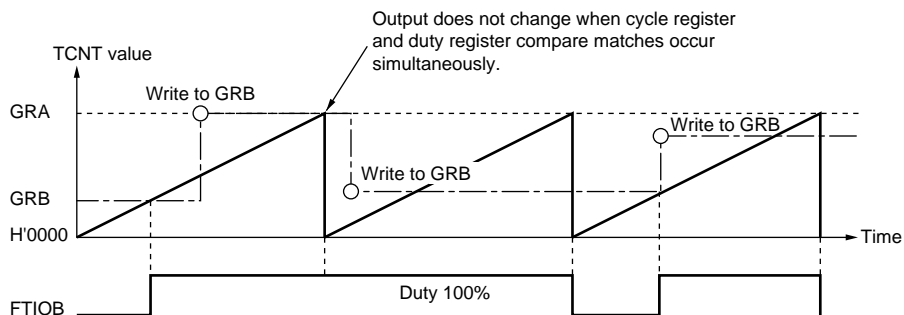 Output does not change when cycle register
and duty register compare matches occur
simultaneously.
TCNT value
Write to GRB
GRA
Write to GRB
Write to GRB
GRB
H'0000
Time
Duty 100%
FTIOB